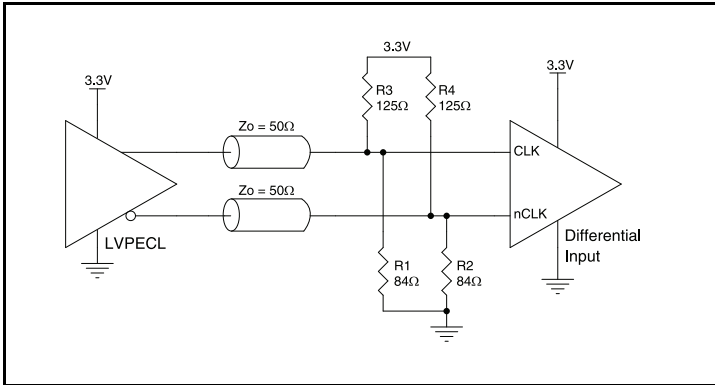 3.3V
3.3V
3.3V
R3
125Ω
R4
125Ω
Zo = 50Ω
CLK
Zo = 50Ω
nCLK
LVPECL
Differential
Input
R1
84Ω
R2
84Ω